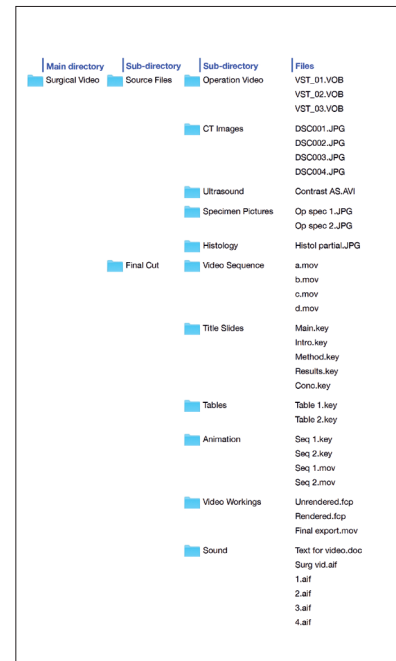 Main directory Sub-directory Sub-directory Files
Surgical Video Source Files Operation Video VST_01.VOB
VST_02.VOB
VST_03.VOB
CT Images DSC001.JPG
DSC002.JPG
DSC003.JPG
DSC004.JPG
Ultrasound Contrast AS.AVI
Specimen Pictures Op spec 1.JPG
Op spec 2.JPG
Histology Histol partial.JPG
Final Cut Video Sequence a.mov
b.mov
c.mov
d.mov
Title Slides Main.key
Intro.key
Method.key
Results.key
Conc.key
Tables Table 1.key
Table 2.key
Animation Seq 1.key
Seq 2.key
Seq 1.mov
Seq 2.mov
Video Workings Unrendered.fcp
Rendered.fcp
Final export.mov
Sound Text for video.doc
Surg vid.aif
1.aif
2.aif
3.aif
4.aif